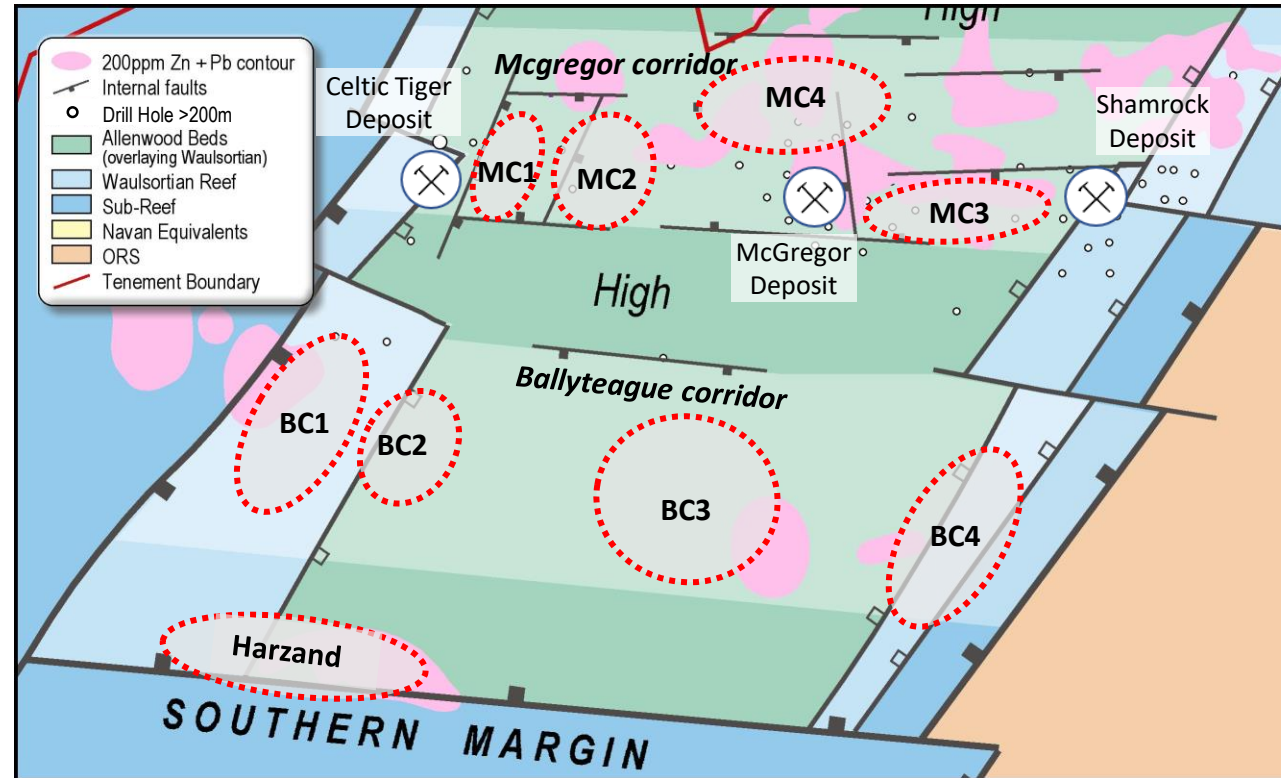 High
200ppm Zn + Pb contour
Internal faults
Drill Hole >200m
Allenwood Beds
(overlaying Waulsortian)
Waulsortian Reef
Sub-Reef
Navan Equivalents
ORS
Tenement Boundary
Mcgregor corridor
Celtic Tiger
Deposit
MC4
Shamrock
Deposit
MC1
MC2
MC3
McGregor
Deposit
High
Ballyteague corridor
BC1
BC2
BC3
BC4
Harzand
SOUTHERN MARGIN